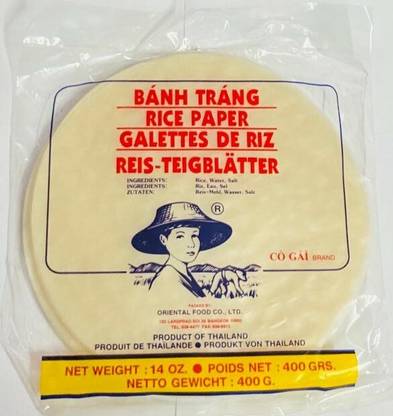 BÁNH TRÁNG
RICE PAPER
GALETTES DE RIZ
REIS-TEIGBLÄTTER
INGREDIENTS: Rice, Water, Salt
INGREDIENTS: Riz, Eau, Sel
ZUTATEN: Reis-Mehl, Wasser, Salz
®
CÔ GÁI BRAND
PACKED BY:
ORIENTAL FOOD CO., LTD.
PRODUCT OF THAILAND
PRODUIT DE THAILANDE ● PRODUKT VON THAILAND
NET WEIGHT : 14 OZ. ● POIDS NET : 400 GRS.
NETTO GEWICHT : 400 G.